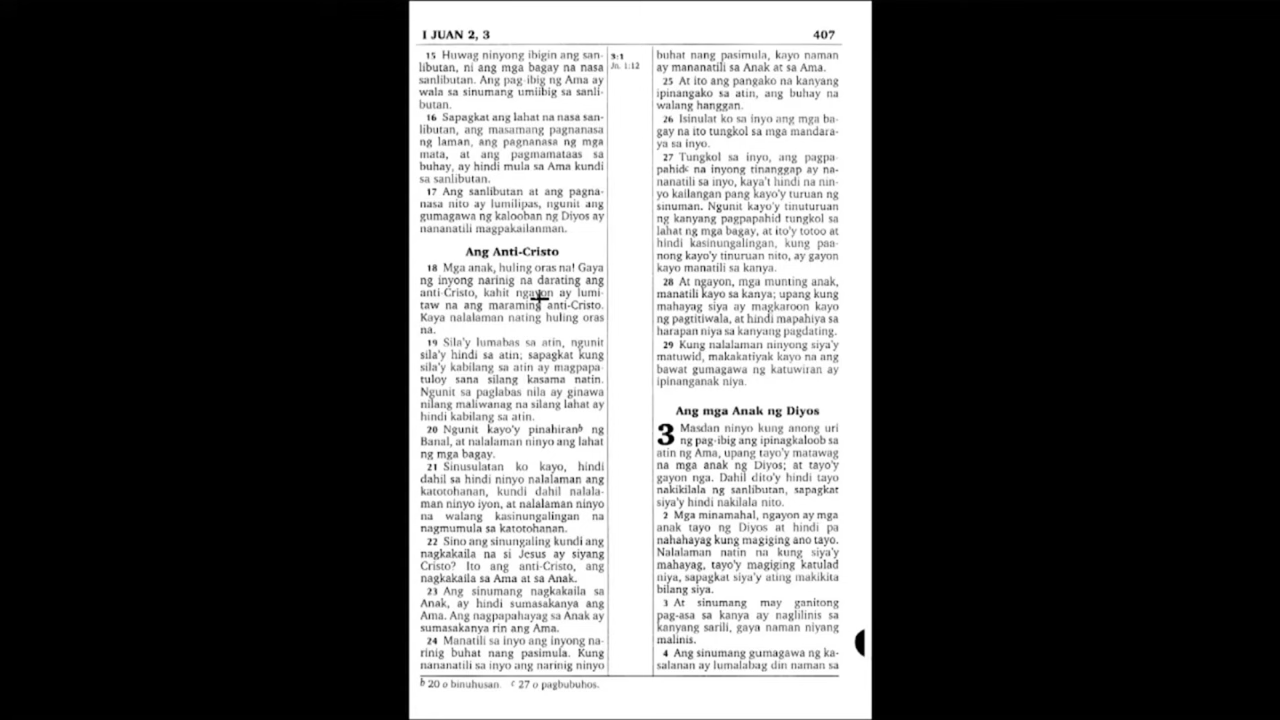 I JUAN 2, 3
407
15 Huwag ninyong ibigin ang san-
libutan, ni ang mga bagay na nasa
sanlibutan. Ang pag-ibig ng Ama ay
wala sa sinumang umiibig sa sanli-
butan.
16 Sapagkat ang lahat na nasa san-
libutan, ang masamang pagnanasa
ng laman, ang pagnanasa ng mga
mata, at ang pagmamataas sa
buhay, ay hindi mula sa Ama kundi
sa sanlibutan.
17 Ang sanlibutan at ang pagna-
nasa nito ay lumilipas, ngunit ang
gumagawa ng kalooban ng Diyos ay
nananatili magpakailanman.
Ang Anti-Cristo
18 Mga anak, huling oras na! Gaya
ng inyong narinig na darating ang
anti-Cristo, kahit ngayon ay lumi-
taw na ang maraming anti-Cristo.
Kaya nalalaman nating huling oras
na.
19 Sila'y lumabas sa atin, ngunit
sila'y hindi sa atin; sapagkat kung
sila'y kabilang sa atin ay magpapa-
tuloy sana silang kasama natin.
Ngunit sa paglabas nila ay ginawa
nilang maliwanag na silang lahat ay
hindi kabilang sa atin.
20 Ngunit kayo'y pinahiran b ng
Banal, at nalalaman ninyo ang lahat
ng mga bagay.
21 Sinusulatan ko kayo, hindi
dahil sa hindi ninyo nalalaman ang
katotohanan, kundi dahil nalala-
man ninyo iyon, at nalalaman ninyo
na walang kasinungalingan na
nagmumula sa katotohanan.
22 Sino ang sinungaling kundi ang
nagkakaila na si Jesus ay siyang
Cristo? Ito ang anti-Cristo, ang
nagkakaila sa Ama at sa Anak.
23 Ang sinumang nagkakaila sa
Anak, ay hindi sumasakanya ang
Ama. Ang nagpapahayag sa Anak ay
sumasakanya rin ang Ama.
24 Manatili sa inyo ang inyong na-
rinig buhat nang pasimula. Kung
nananatili sa inyo ang narinig ninyo
3:1
Jn. 1:12
buhat nang pasimula, kayo naman
ay mananatili sa Anak at sa Ama.
25 At ito ang pangako na kanyang
ipinangako sa atin, ang buhay na
walang hanggan.
26 Isinulat ko sa inyo ang mga ba-
gay na ito tungkol sa mga mandara-
ya sa inyo.
27 Tungkol sa inyo, ang pagpa-
pahid c na inyong tinanggap ay na-
nanatili sa inyo, kaya't hindi na nin-
yo kailangan pang kayo'y turuan ng
sinuman. Ngunit kayo'y tinuturuan
ng kanyang pagpapahid tungkol sa
lahat ng mga bagay, at ito'y totoo at
hindi kasinungalingan, kung paa-
nong kayo'y tinuruan nito, ay gayon
kayo manatili sa kanya.
28 At ngayon, mga munting anak,
manatili kayo sa kanya; upang kung
mahayag siya ay magkaroon kayo
ng pagtitiwala, at hindi mapahiya sa
harapan niya sa kanyang pagdating.
29 Kung nalalaman ninyong siya'y
matuwid, makakatiyak kayo na ang
bawat gumagawa ng katuwiran ay
ipinanganak niya.
Ang mga Anak ng Diyos
3 Masdan ninyo kung anong uri
ng pag-ibig ang ipinagkaloob sa
atin ng Ama, upang tayo'y matawag
na mga anak ng Diyos; at tayo'y
gayon nga. Dahil dito'y hindi tayo
nakikilala ng sanlibutan, sapagkat
siya'y hindi nakilala nito.
2 Mga minamahal, ngayon ay mga
anak tayo ng Diyos at hindi pa
nahahayag kung magiging ano tayo.
Nalalaman natin na kung siya'y
mahayag, tayo'y magiging katulad
niya, sapagkat siya'y ating makikita
bilang siya.
3 At sinumang may ganitong
pag-asa sa kanya ay naglilinis sa
kanyang sarili, gaya naman niyang
malinis.
4 Ang sinumang gumagawa ng ka-
salanan ay lumalabag din naman sa
b 20 o binuhusan. c 27 o pagbubuhos.